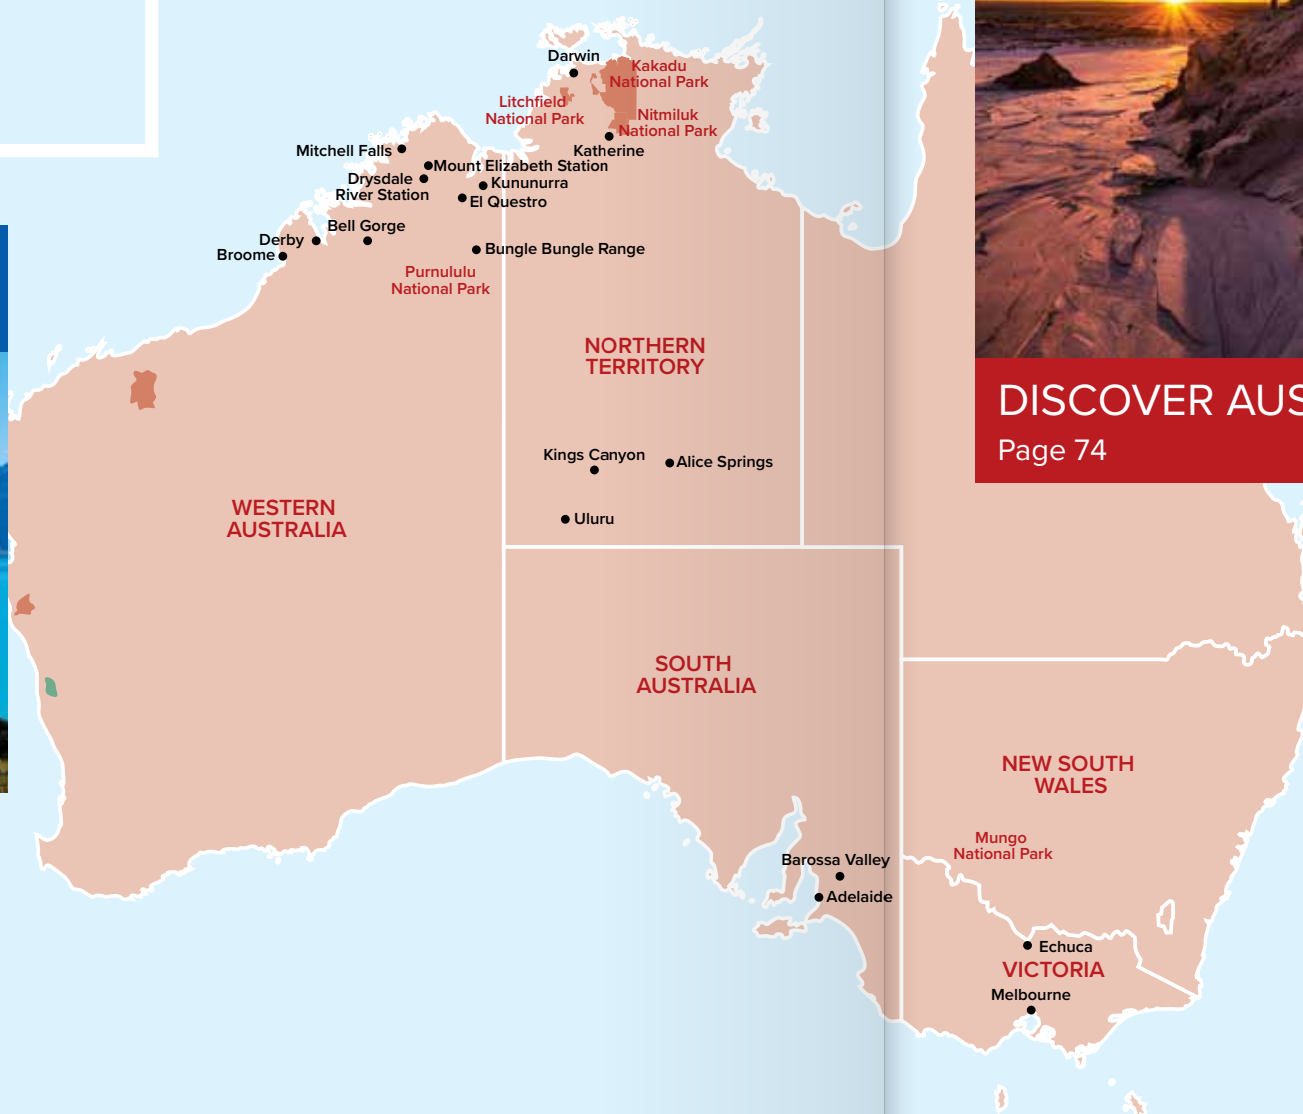 Darwin
Kakadu
National Park
Litchfield
National Park
Nitmiluk
National Park
Katherine
Mitchell Falls
Mount Elizabeth Station
Drysdale
River Station
Kununurra
El Questro
Bell Gorge
Derby
Broome
Bungle Bungle Range
Purnululu
National Park
NORTHERN
TERRITORY
DISCOVER AUS
Page 74
Kings Canyon
Alice Springs
WESTERN
AUSTRALIA
Uluru
SOUTH
AUSTRALIA
NEW SOUTH
WALES
Mungo
National Park
Barossa Valley
Adelaide
Echuca
VICTORIA
Melbourne